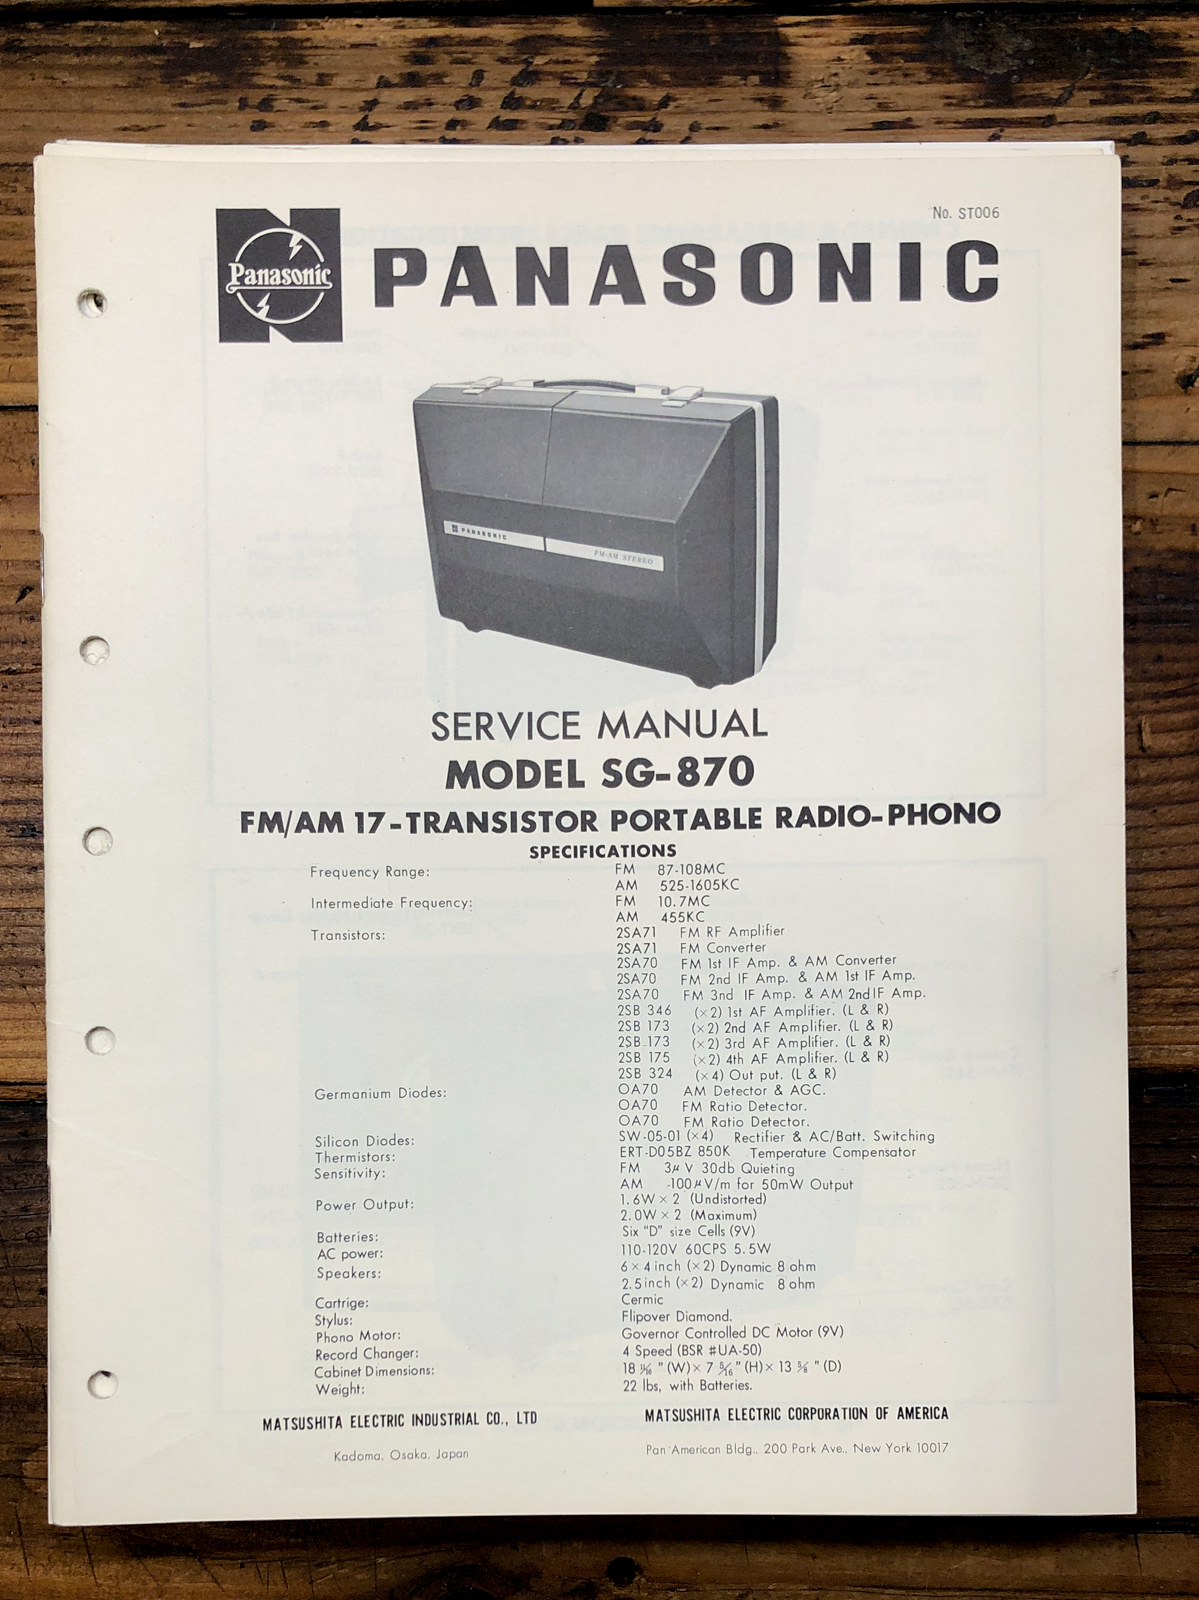 No. ST006
Panasonic
PANASONIC
PANASONIC
FM-AM STEREO
SERVICE MANUAL
MODEL SG-870
FM/AM 17-TRANSISTOR PORTABLE RADIO-PHONO
SPECIFICATIONS
Frequency Range: FM 87-108MC
AM 525-1605KC
Intermediate Frequency: FM 10.7MC
AM 455KC
Transistors: 2SA71 FM RF Amplifier
2SA71 FM Converter
2SA70 FM 1st IF Amp. & AM Converter
2SA70 FM 2nd IF Amp. & AM 1st IF Amp.
2SA70 FM 3nd IF Amp. & AM 2nd IF Amp.
2SB 346 (×2) 1st AF Amplifier. (L & R)
2SB 173 (×2) 2nd AF Amplifier. (L & R)
2SB 173 (×2) 3rd AF Amplifier. (L & R)
2SB 175 (×2) 4th AF Amplifier. (L & R)
2SB 324 (×4) Out put. (L & R)
Germanium Diodes: OA70 AM Detector & AGC.
OA70 FM Ratio Detector.
OA70 FM Ratio Detector.
Silicon Diodes: SW-05-01 (×4) Rectifier & AC/Batt. Switching
Thermistors: ERT-D05BZ 850K Temperature Compensator
Sensitivity: FM 3μV 30db Quieting
AM 100μV/m for 50mW Output
Power Output: 1.6W × 2 (Undistorted)
2.0W × 2 (Maximum)
Batteries: Six "D" size Cells (9V)
AC power: 110-120V 60CPS 5.5W
Speakers: 6 × 4 inch (×2) Dynamic 8 ohm
2.5 inch (×2) Dynamic 8 ohm
Cartrige: Cermic
Stylus: Flipover Diamond.
Phono Motor: Governor Controlled DC Motor (9V)
Record Changer: 4 Speed (BSR #UA-50)
Cabinet Dimensions: 18 " (W) × 7 " (H) × 13 " (D)
Weight: 22 lbs, with Batteries.
MATSUSHITA ELECTRIC INDUSTRIAL CO., LTD
Kadoma, Osaka, Japan
MATSUSHITA ELECTRIC CORPORATION OF AMERICA
Pan American Bldg., 200 Park Ave., New York 10017